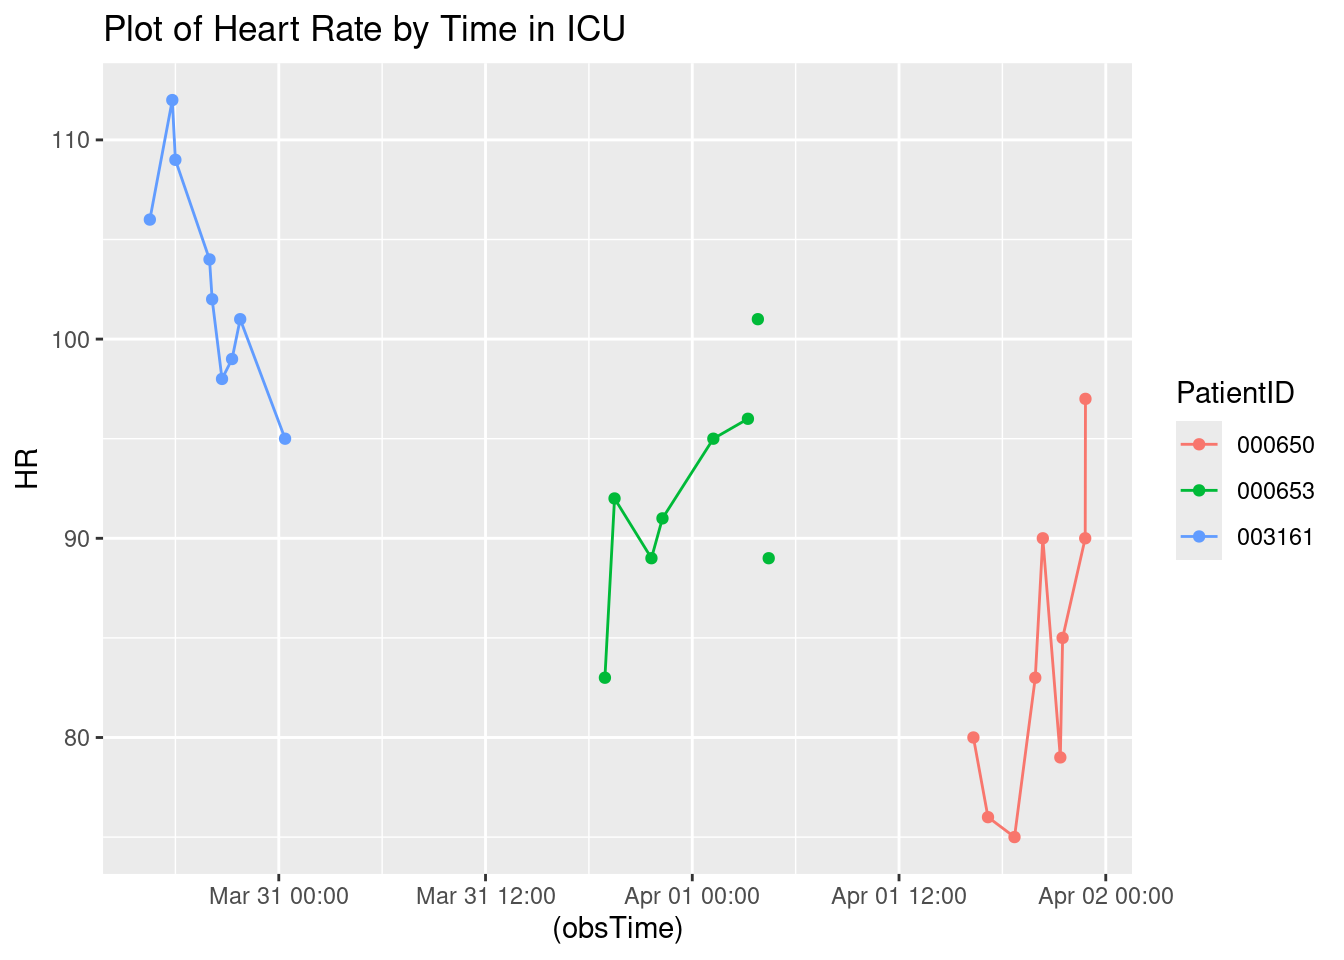 Plot of Heart Rate by Time in ICU
110
100
90
80
HR
Mar 31 00:00
Mar 31 12:00
Apr 01 00:00
Apr 01 12:00
Apr 02 00:00
(obsTime)
PatientID
000650
000653
003161